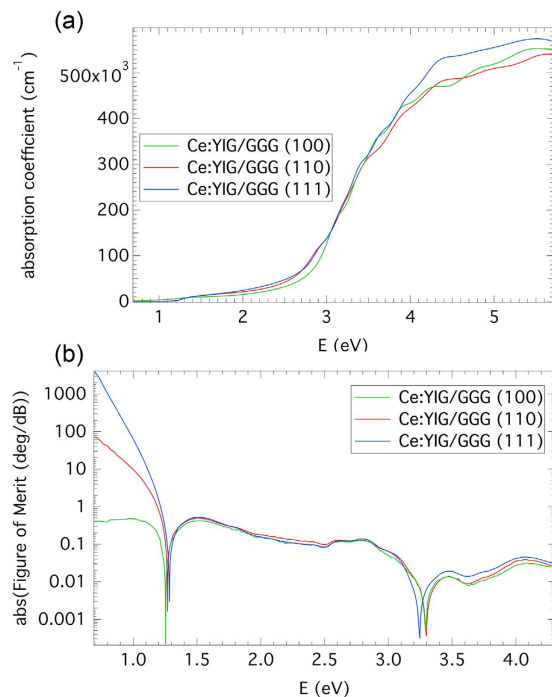 (a)
absorption coefficient (cm⁻¹)
500x10³
400
300
200
100
0
Ce:YIG/GGG (100)
Ce:YIG/GGG (110)
Ce:YIG/GGG (111)
1 2 3 4 5
E (eV)
(b)
abs(Figure of Merit (deg/dB))
1000
100
10
1
0.1
0.01
0.001
Ce:YIG/GGG (100)
Ce:YIG/GGG (110)
Ce:YIG/GGG (111)
1.0 1.5 2.0 2.5 3.0 3.5 4.0
E (eV)